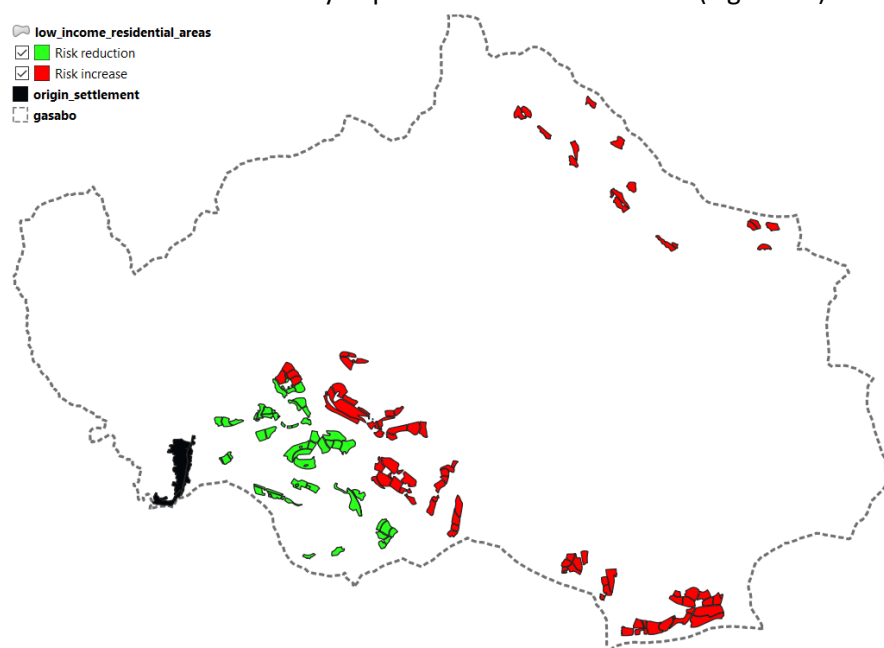 low_income_residential_areas
Risk reduction
Risk increase
origin_settlement
gasabo